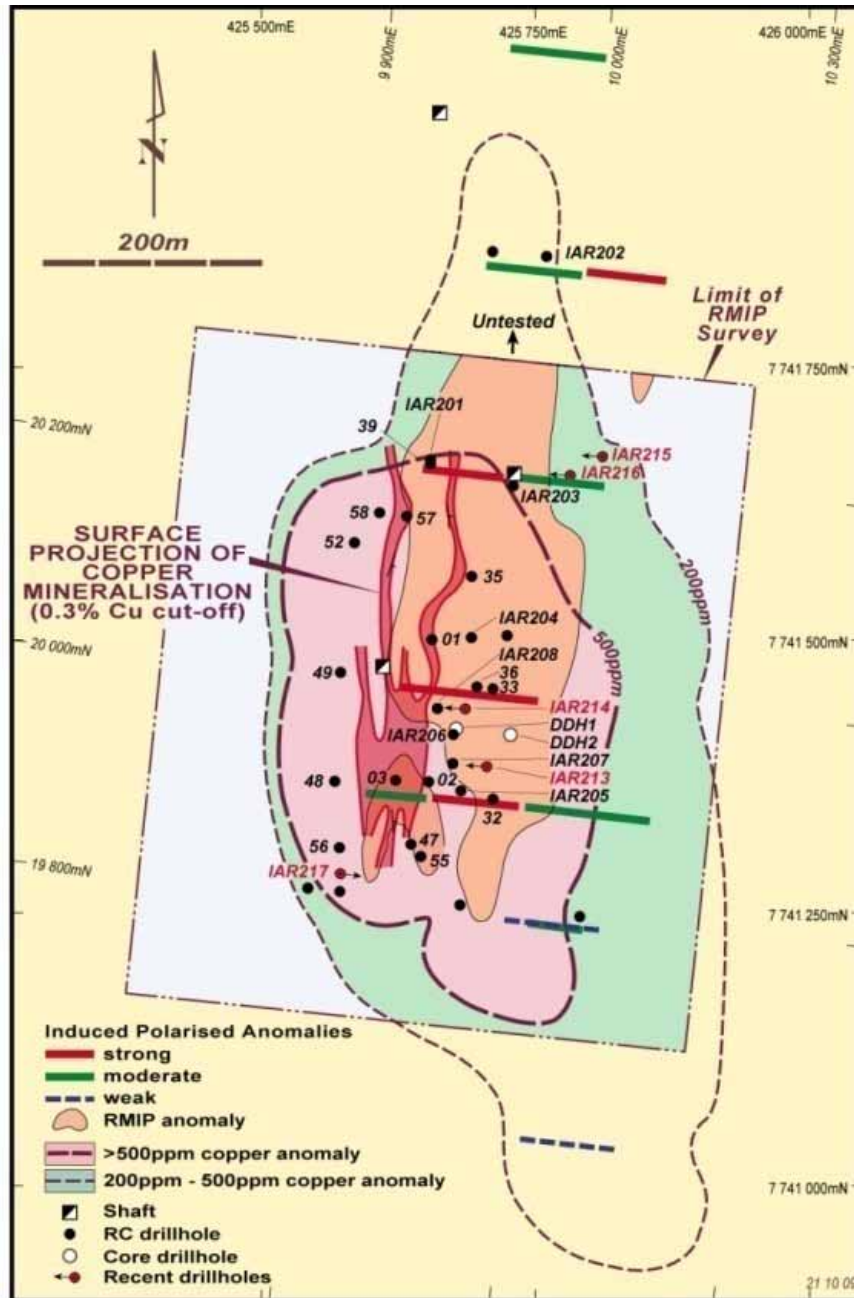 425 500mE
425 750mE
426 000mE
9 900mE
10 000mE
10 300mE
N
200m
IAR202
Limit of
RMIP
Survey
Untested
7 741 750mN
20 200mN
IAR201
39
IAR215
IAR216
IAR203
58
57
52
SURFACE
PROJECTION OF
COPPER
MINERALISATION
(0.3% Cu cut-off)
35
200ppm
IAR204
01
7 741 500mN
20 000mN
500ppm
IAR208
49
36
33
IAR214
DDH1
IAR206
DDH2
IAR207
IAR213
48
03
02
IAR205
32
47
56
55
19 800mN
IAR217
7 741 250mN
Induced Polarised Anomalies
strong
moderate
weak
RMIP anomaly
>500ppm copper anomaly
200ppm - 500ppm copper anomaly
7 741 000mN
Shaft
RC drillhole
Core drillhole
Recent drillholes
21 10 09